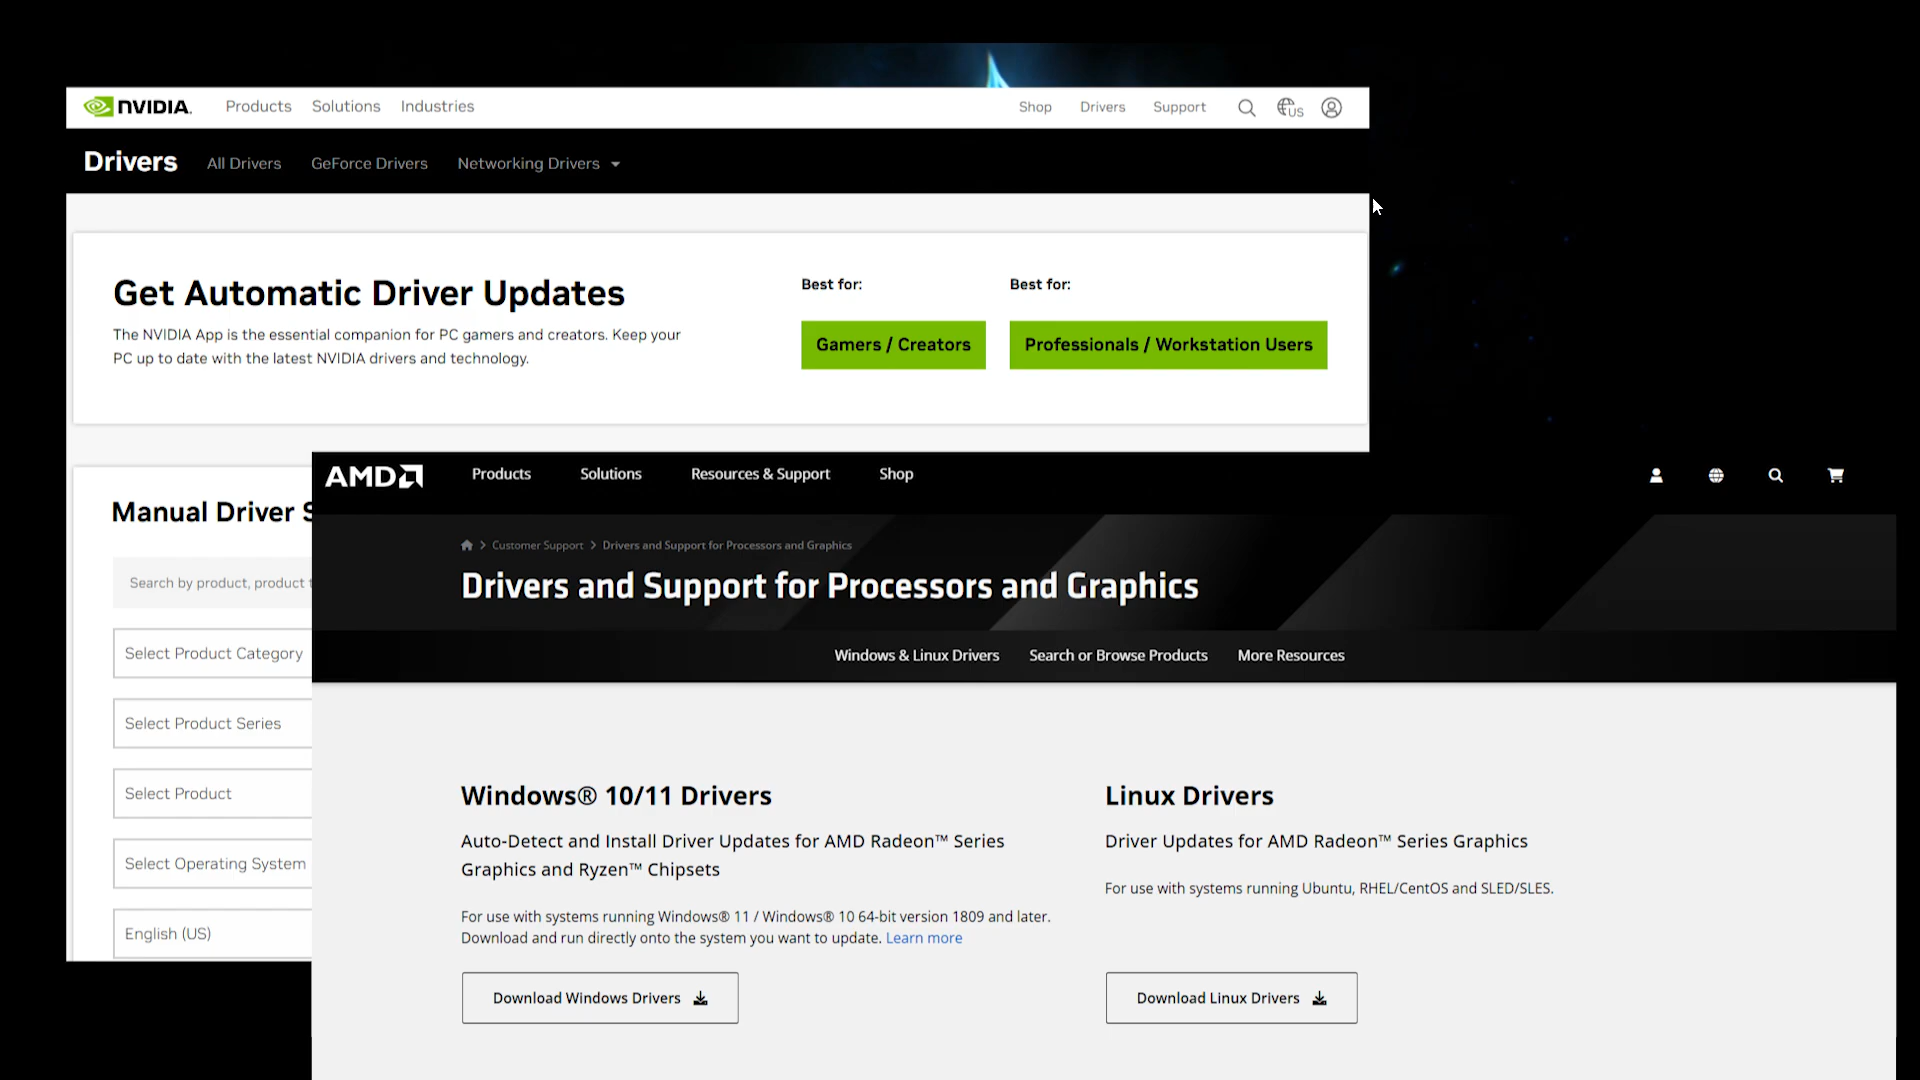 NVIDIA. Products Solutions Industries Shop Drivers Support US
Drivers All Drivers GeForce Drivers Networking Drivers
Get Automatic Driver Updates
The NVIDIA App is the essential companion for PC gamers and creators. Keep your
PC up to date with the latest NVIDIA drivers and technology.
Best for: Best for:
Gamers / Creators Professionals / Workstation Users
Manual Driver S
Search by product, product t
Select Product Category
Select Product Series
Select Product
Select Operating System
English (US)
AMD Products Solutions Resources & Support Shop
Customer Support > Drivers and Support for Processors and Graphics
Drivers and Support for Processors and Graphics
Windows & Linux Drivers Search or Browse Products More Resources
Windows® 10/11 Drivers
Auto-Detect and Install Driver Updates for AMD Radeon™ Series
Graphics and Ryzen™ Chipsets
For use with systems running Windows® 11 / Windows® 10 64-bit version 1809 and later.
Download and run directly onto the system you want to update. Learn more
Download Windows Drivers
Linux Drivers
Driver Updates for AMD Radeon™ Series Graphics
For use with systems running Ubuntu, RHEL/CentOS and SLED/SLES.
Download Linux Drivers